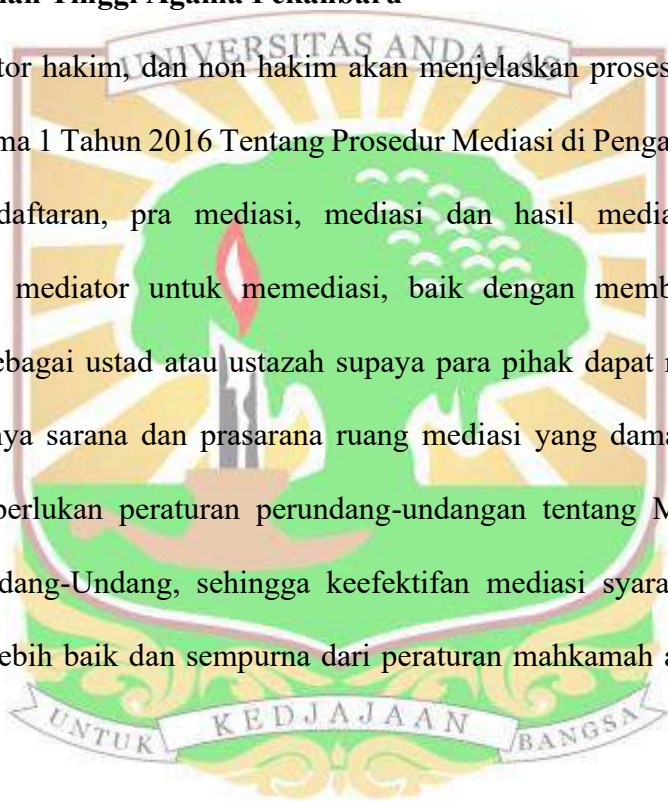 an Tinggi Agama Pekanbaru
UNIVERSITAS ANDALAS
tor hakim, dan non hakim akan menjelaskan proses
ma 1 Tahun 2016 Tentang Prosedur Mediasi di Penga
daftaran, pra mediasi, mediasi dan hasil media
mediator untuk memediasi, baik dengan memb
ebagai ustad atau ustazah supaya para pihak dapat
nya sarana dan prasarana ruang mediasi yang dama
perlukan peraturan perundang-undangan tentang M
dang-Undang, sehingga keefektifan mediasi syara
ebih baik dan sempurna dari peraturan mahkamah a
UNTUK KEDJAJAAN BANGSA